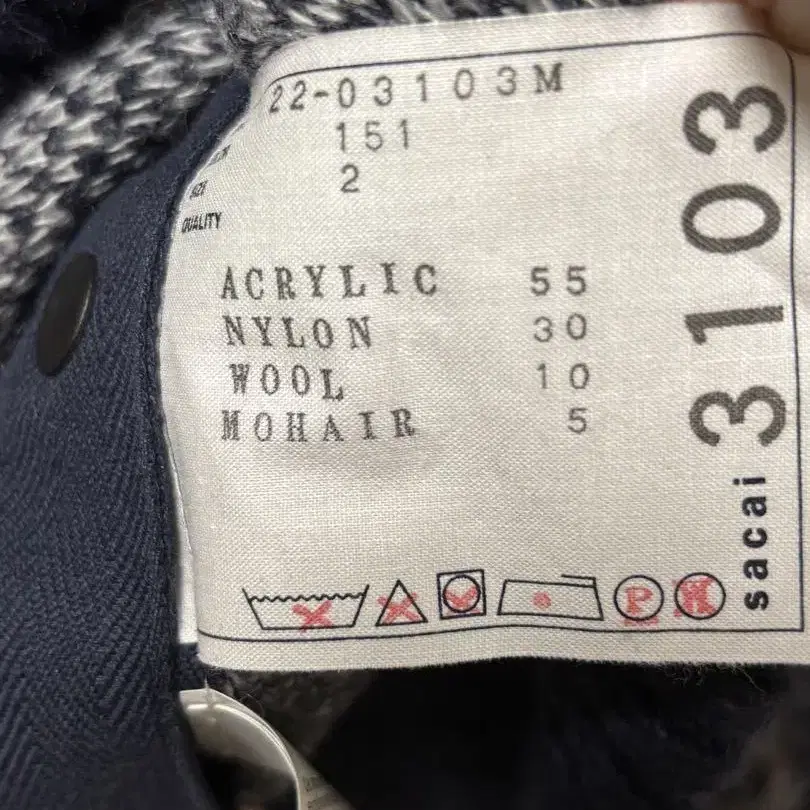 22-03103M
151
SIZE 2
QUALITY
ACRYLIC 55
NYLON 30
WOOL 10
MOHAIR 5
P W
sacai 3103